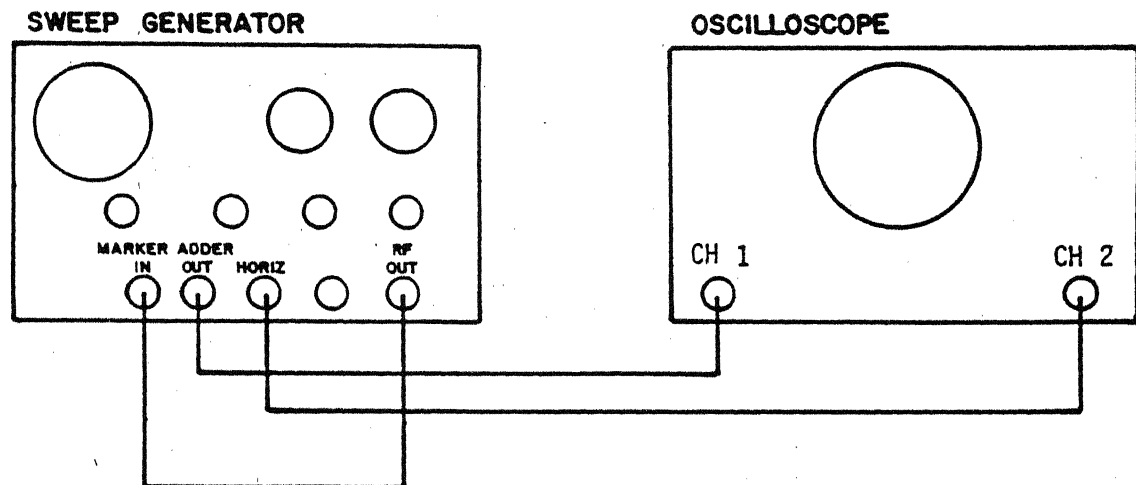 SWEEP GENERATOR
OSCILLOSCOPE
MARKER IN
ADDER OUT
HORIZ
RF OUT
CH 1
CH 2